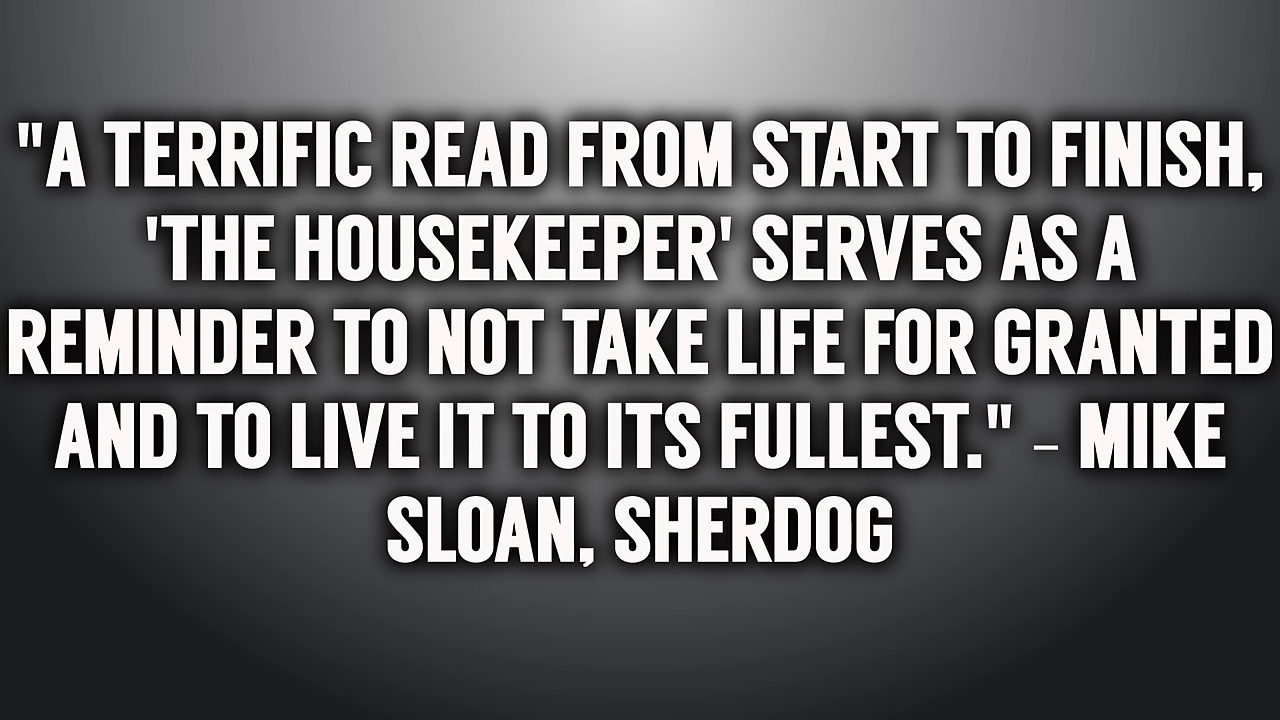 "A TERRIFIC READ FROM START TO FINISH,
'THE HOUSEKEEPER' SERVES AS A
REMINDER TO NOT TAKE LIFE FOR GRANTED
AND TO LIVE IT TO ITS FULLEST." – MIKE
SLOAN, SHERDOG